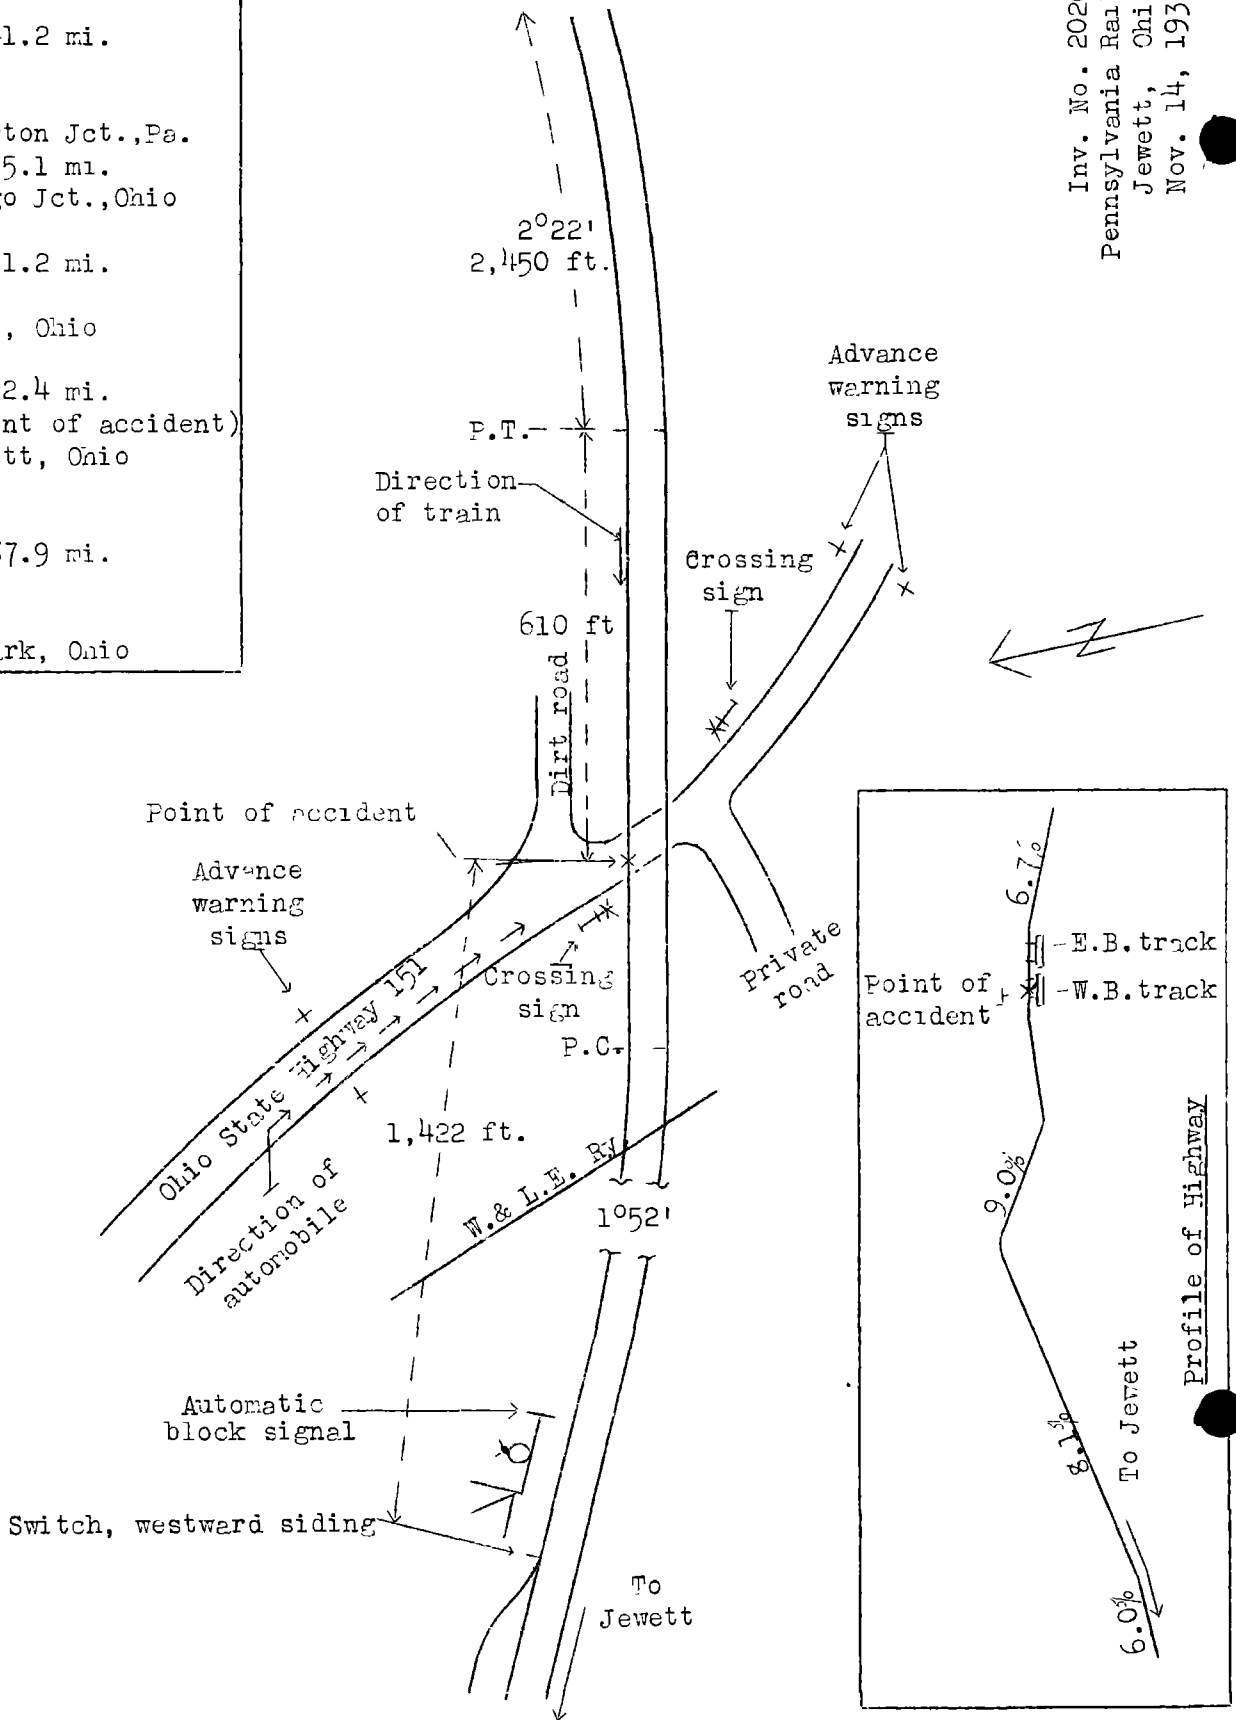 1.2 mi.
ton Jct.,Pa.
5.1 mi.
go Jct.,Ohio
1.2 mi.
, Ohio
2.4 mi.
nt of accident)
tt, Ohio
7.9 mi.
rk, Ohio
Inv. No. 202
Pennsylvania Rai
Jewett, Ohi
Nov. 14, 193
2°22'
2,450 ft.
Advance
warning
signs
P.T.
Direction
of train
Crossing
sign
610 ft
Dirt road
Z
Point of accident
Advance
warning
signs
Crossing
sign
Private
road
Ohio State Highway 151
P.C.
Direction of
automobile
1,422 ft.
W.& L.E. Ry
1°52'
Automatic
block signal
Switch, westward siding
To
Jewett
6.7%
E.B.track
W.B.track
Point of
accident
9.0%
8.1%
6.0%
To Jewett
Profile of Highway